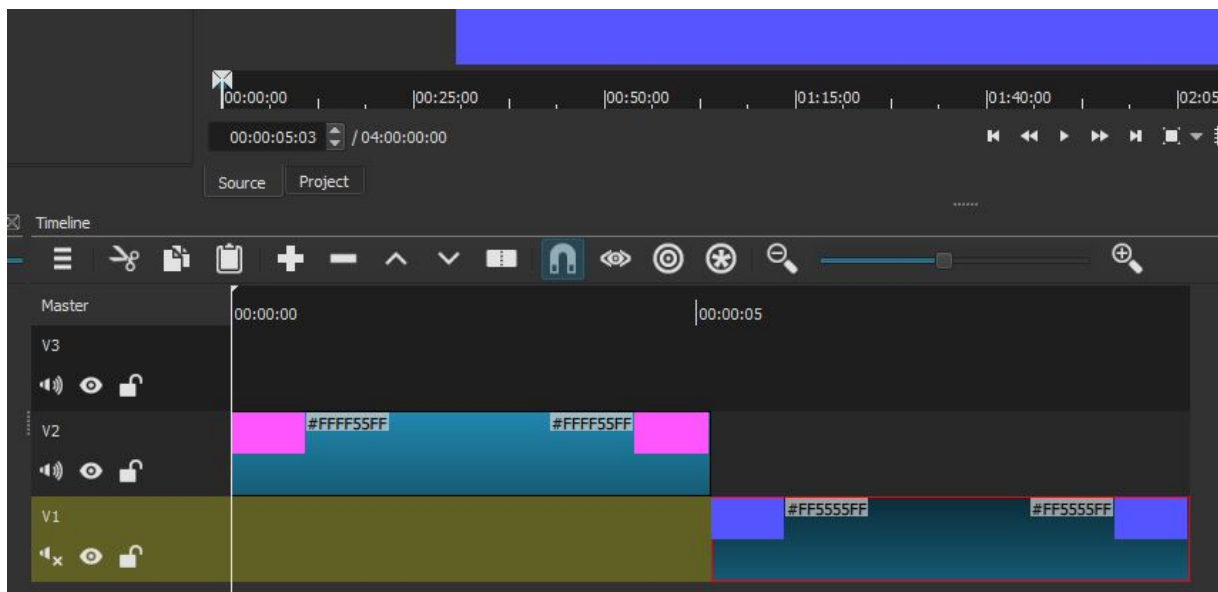 00:00:00 00:25:00 00:50:00 01:15:00 01:40:00 02:05
00:00:05:03 / 04:00:00:00
Source Project
Timeline
Master 00:00:00 00:00:05
V3
V2 #FFFF55FF #FFFF55FF
V1 #FF5555FF #FF5555FF